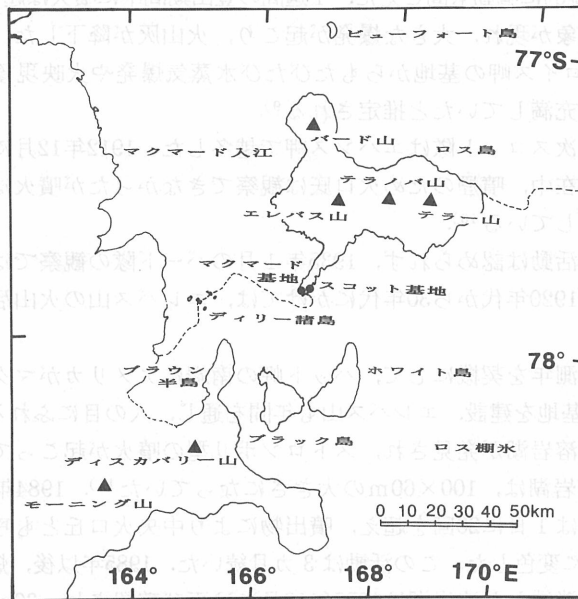 ビューフォート島
77°S
バード山
ロス島
マクマード入江
テラノバ山
エレバス山
テラー山
マクマード
基地
スコット基地
デイリー諸島
78°
ブラウン
半島
ホワイト島
ブラック島
ロス棚氷
ディスカバリー山
モーニング山
0 10 20 30 40 50km
164°
166°
168°
170°E